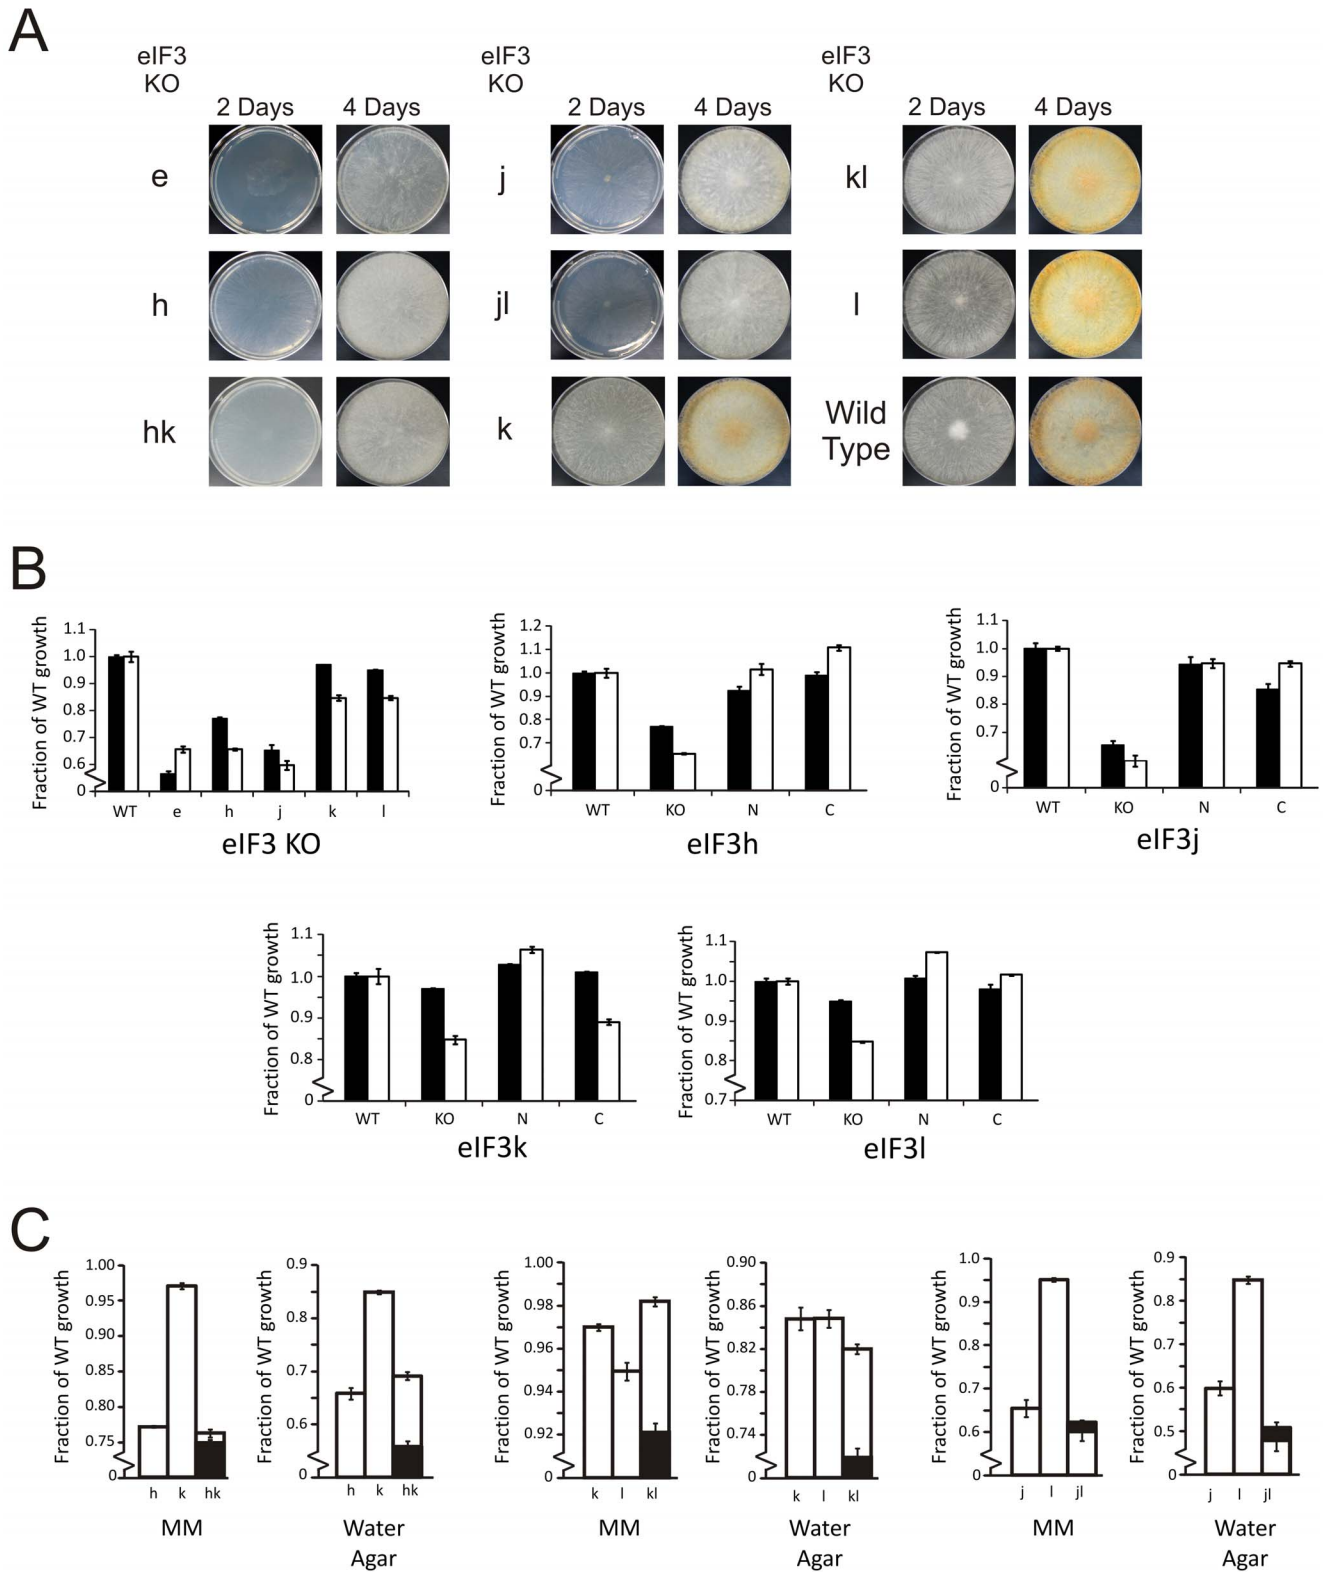 A
eIF3
KO
2 Days 4 Days
e
h
hk
eIF3
KO
2 Days 4 Days
j
jl
k
eIF3
KO
2 Days 4 Days
kl
l
Wild
Type
B
Fraction of WT growth
1.1
1.0
0.9
0.8
0.7
0.6
0
WT e h j k l
eIF3 KO
Fraction of WT growth
1.2
1.1
1.0
0.9
0.8
0.7
0
WT KO N C
eIF3h
Fraction of WT growth
1.1
1.0
0.9
0.8
0.7
0
WT KO N C
eIF3j
Fraction of WT growth
1.1
1.0
0.9
0.8
0
WT KO N C
eIF3k
Fraction of WT growth
1.1
1.0
0.9
0.8
0.7
WT KO N C
eIF3l
C
Fraction of WT growth
1.00
0.95
0.90
0.85
0.80
0.75
0
h k hk
MM
Fraction of WT growth
0.9
0.8
0.7
0.6
0
h k hk
Water
Agar
Fraction of WT growth
1.00
0.98
0.96
0.94
0.92
0
k l kl
MM
Fraction of WT growth
0.90
0.86
0.82
0.78
0.74
0
k l kl
Water
Agar
Fraction of WT growth
1.0
0.9
0.8
0.7
0.6
0
j l jl
MM
Fraction of WT growth
0.9
0.8
0.7
0.6
0.5
0
j l jl
Water
Agar